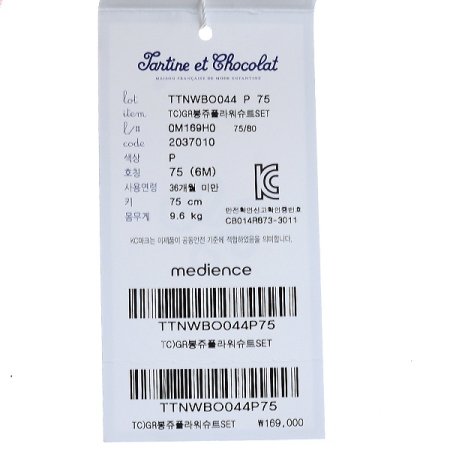 Tartine et Chocolat
MAISON FRANÇAISE DE MODE ENFANTINE
lot TTNWBO044 P 75
item TC)GR봉쥬플라워슈트SET
l/# 0M169H0 75/80
code 2037010
색상 P
호칭 75 (6M)
사용연령 36개월 미만
키 75 cm
몸무게 9.6 kg
안전확인신고확인증번호
CB014R873-3011
KC마크는 이제품이 공동안전 기준에 적합하였음을 의미합니다.
medience
TTNWBO044P75
TC)GR봉쥬플라워슈트SET
TTNWBO044P75
TC)GR봉쥬플라워슈트SET ₩169,000